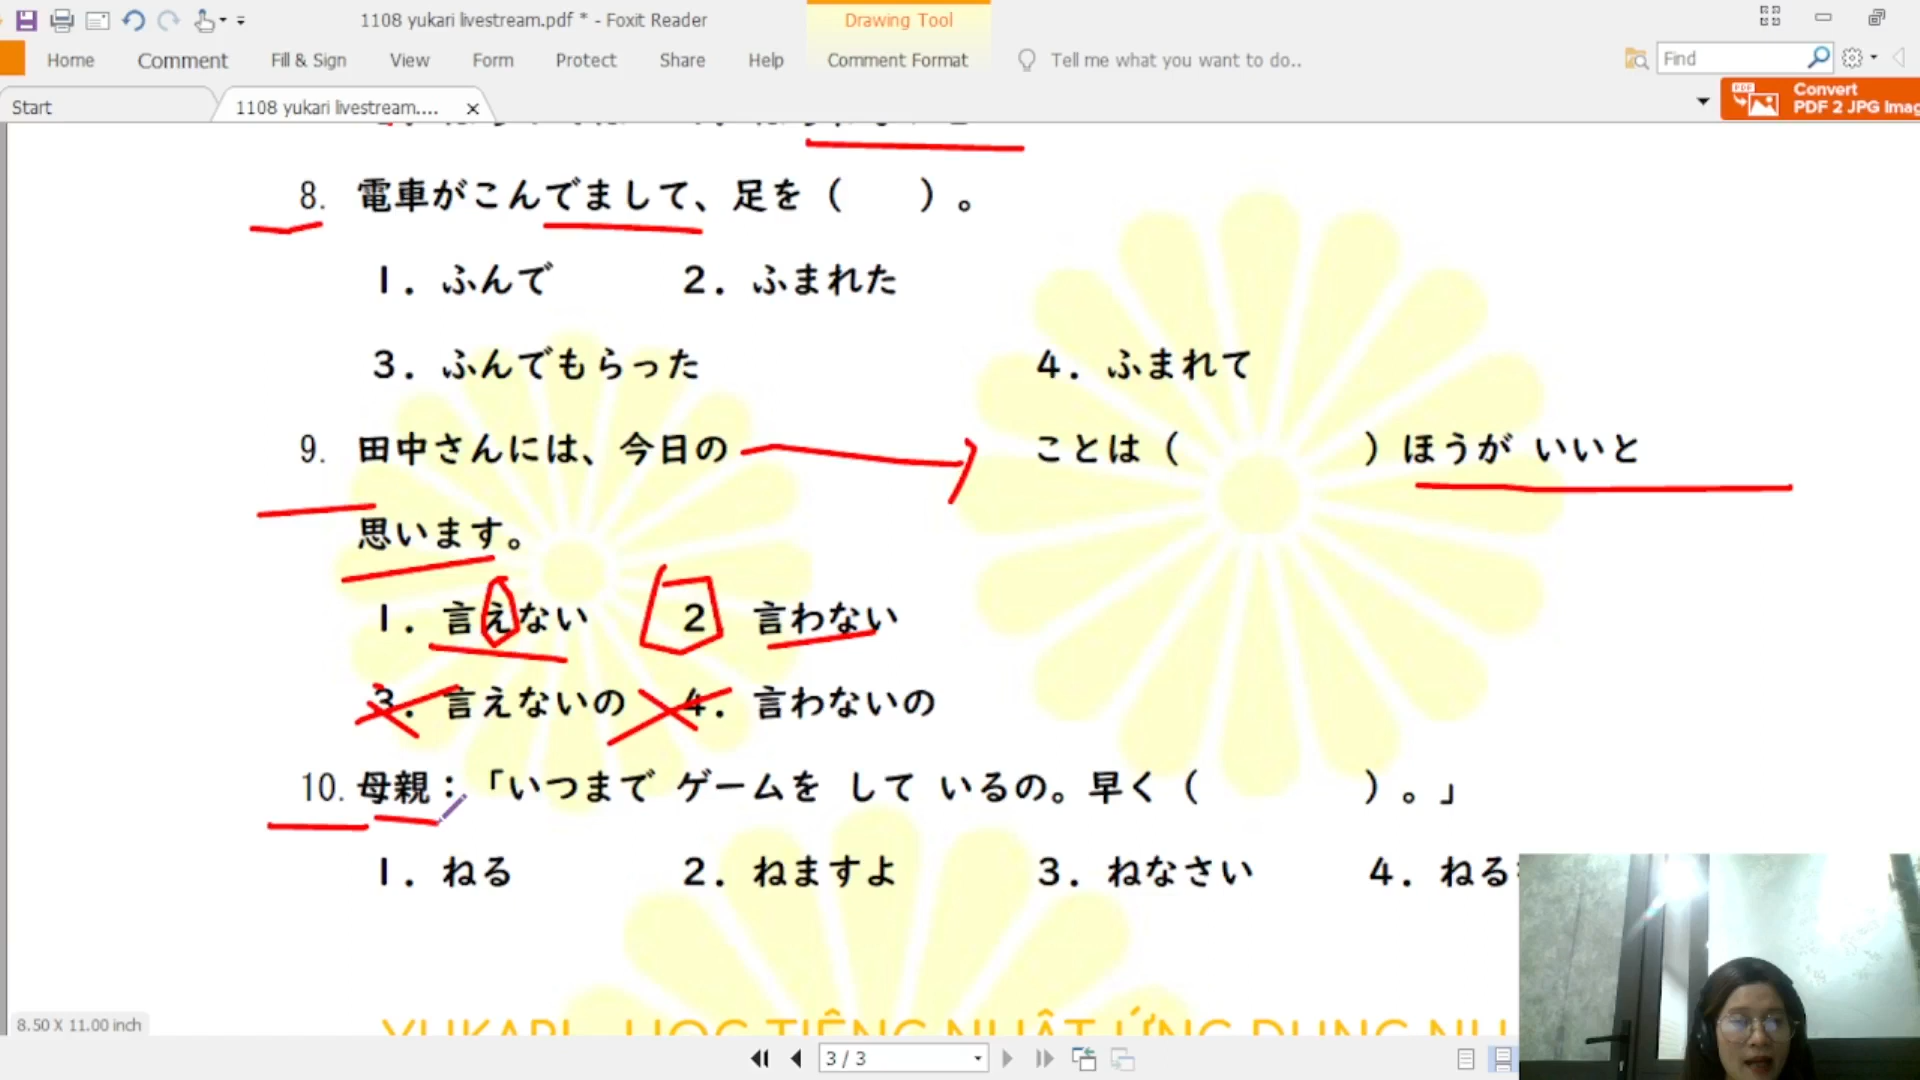 1108 yukari livestream.pdf * - Foxit Reader
Drawing Tool
Home Comment Fill & Sign View Form Protect Share Help Comment Format Tell me what you want to do.. Find
Start 1108 yukari livestream....
Convert
PDF 2 JPG Imag
8. 電車がこんでまして、足を（ ）。
1．ふんで 2．ふまれた
3．ふんでもらった 4．ふまれて
9. 田中さんには、今日の ことは（ ）ほうが いいと
思います。
1．言えない 2 言わない
3．言えないの 4．言わないの
10. 母親：「いつまで ゲームを して いるの。早く（ ）。」
1．ねる 2．ねますよ 3．ねなさい 4．ねる
YUKARI - HỌC TIẾNG NHẬT ỨNG DỤNG NH
8.50 X 11.00 inch
3 / 3